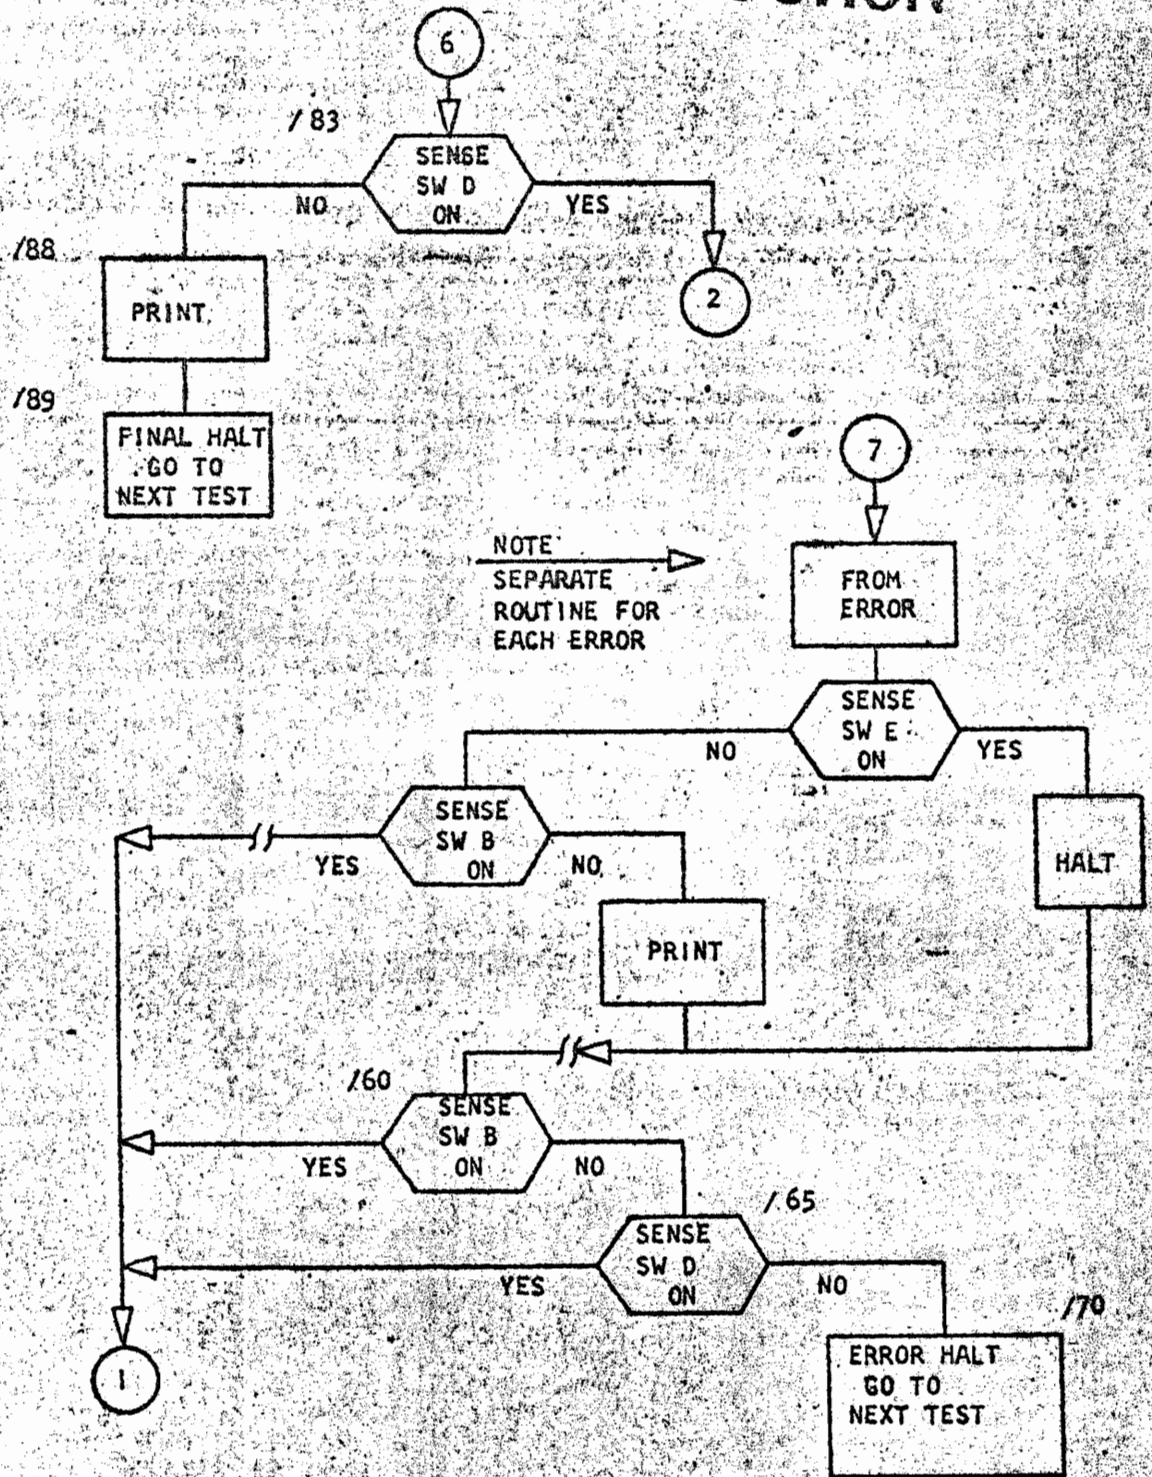 6
/83
SENSE
SW D
ON
NO
YES
/88
PRINT
2
/89
FINAL HALT
GO TO
NEXT TEST
7
NOTE
SEPARATE
ROUTINE FOR
EACH ERROR
FROM
ERROR
SENSE
SW E
ON
NO
YES
SENSE
SW B
ON
YES
NO
HALT
PRINT
/60
SENSE
SW B
ON
YES
NO
/65
SENSE
SW D
ON
YES
NO
/70
1
ERROR HALT
GO TO
NEXT TEST